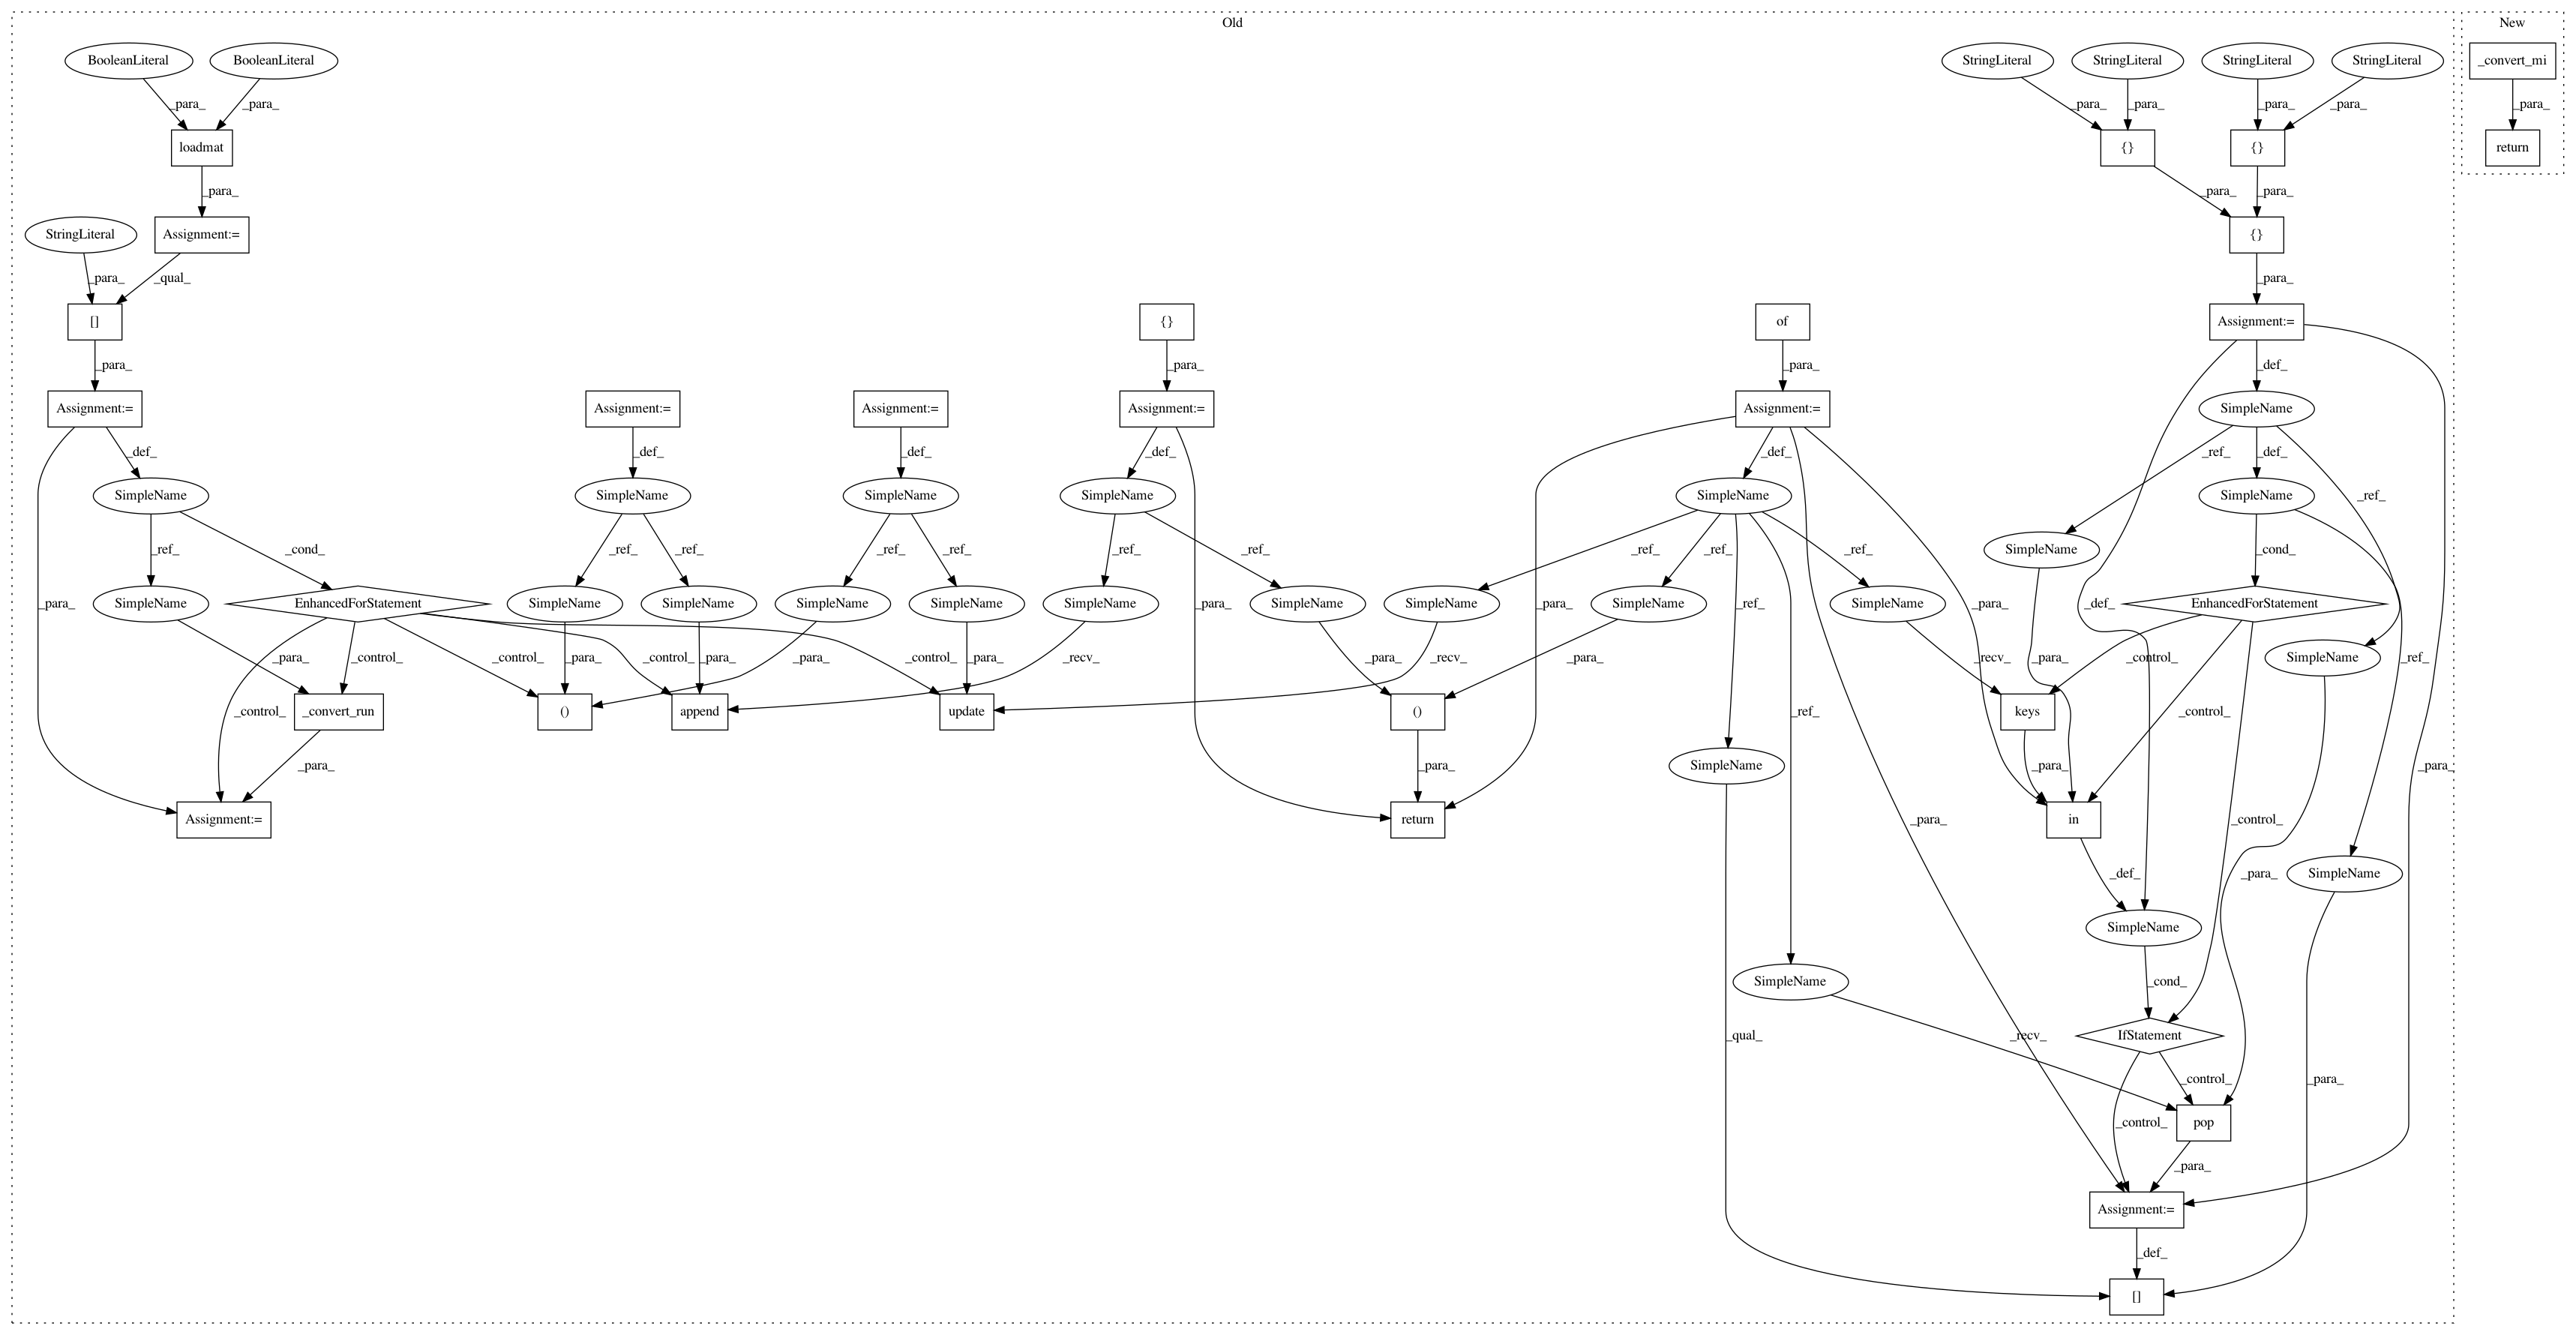 Old
New
BooleanLiteral
BooleanLiteral
StringLiteral
StringLiteral
StringLiteral
StringLiteral
_convert_mi
_para_
_para_
_para_
_para_
_para_
_para_
_para_
loadmat
{}
{}
return
_para_
_para_
_para_
StringLiteral
Assignment:=
{}
_para_
_qual_
_para_
[]
{}
of
Assignment:=
_para_
_para_
_para_
_def_
Assignment:=
Assignment:=
Assignment:=
Assignment:=
Assignment:=
SimpleName
_def_
_def_
_def_
_def_
_def_
_ref_
_def_
SimpleName
SimpleName
SimpleName
SimpleName
SimpleName
SimpleName
_ref_
_ref_
_cond_
_ref_
_ref_
_ref_
_ref_
_ref_
_ref_
_ref_
_ref_
_ref_
SimpleName
_cond_
_para_
SimpleName
EnhancedForStatement
SimpleName
SimpleName
SimpleName
SimpleName
SimpleName
SimpleName
_para_
SimpleName
SimpleName
_ref_
SimpleName
_para_
_def_
EnhancedForStatement
_para_
_control_
_control_
_para_
_control_
_para_
_para_
_control_
_para_
_recv_
_para_
_recv_
_para_
_recv_
_para_
_control_
SimpleName
_ref_
_control_
_convert_run
()
append
update
()
_ref_
keys
_control_
_para_
_para_
SimpleName
_para_
_para_
Assignment:=
return
_para_
in
_control_
_def_
_para_
SimpleName
SimpleName
_cond_
SimpleName
_qual_
_recv_
IfStatement
_control_
_para_
_control_
pop
_para_
Assignment:=
_def_
[]